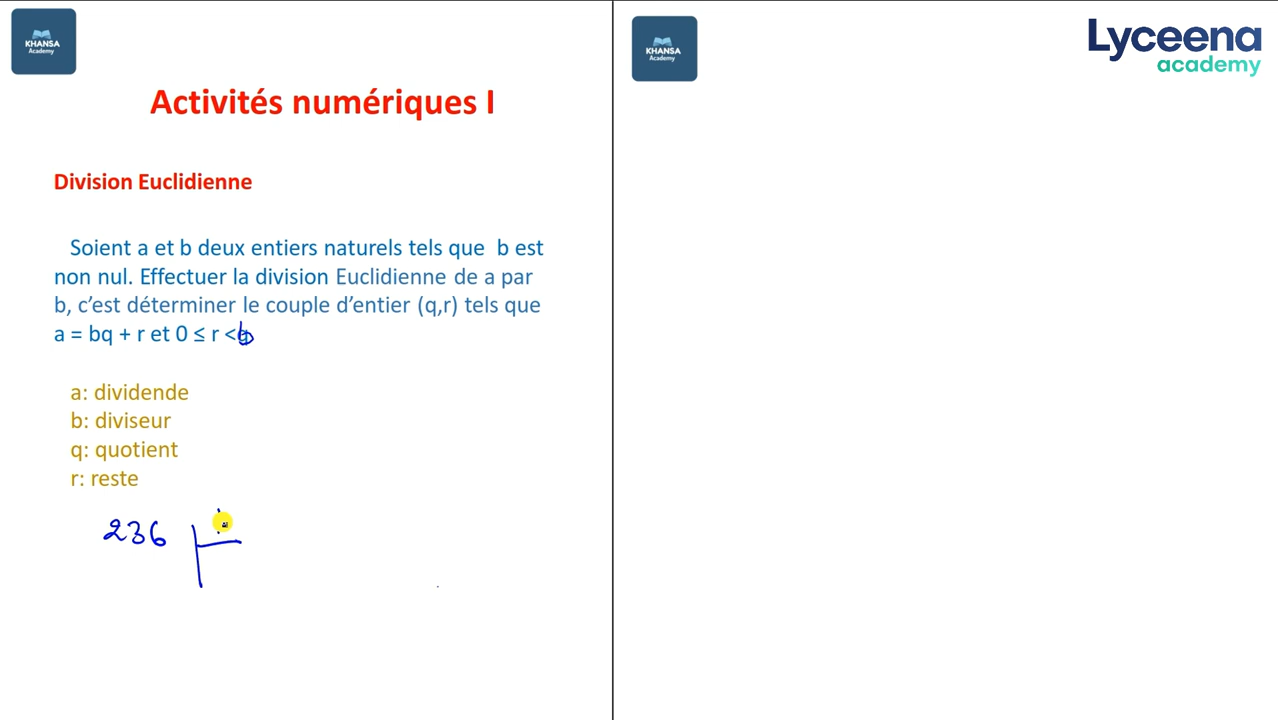 KHANSA
Academy
Activités numériques I
Division Euclidienne
Soient a et b deux entiers naturels tels que b est
non nul. Effectuer la division Euclidienne de a par
b, c’est déterminer le couple d’entier (q,r) tels que
a = bq + r et 0 ≤ r < b
a: dividende
b: diviseur
q: quotient
r: reste
236
KHANSA
Academy
Lyceena
academy